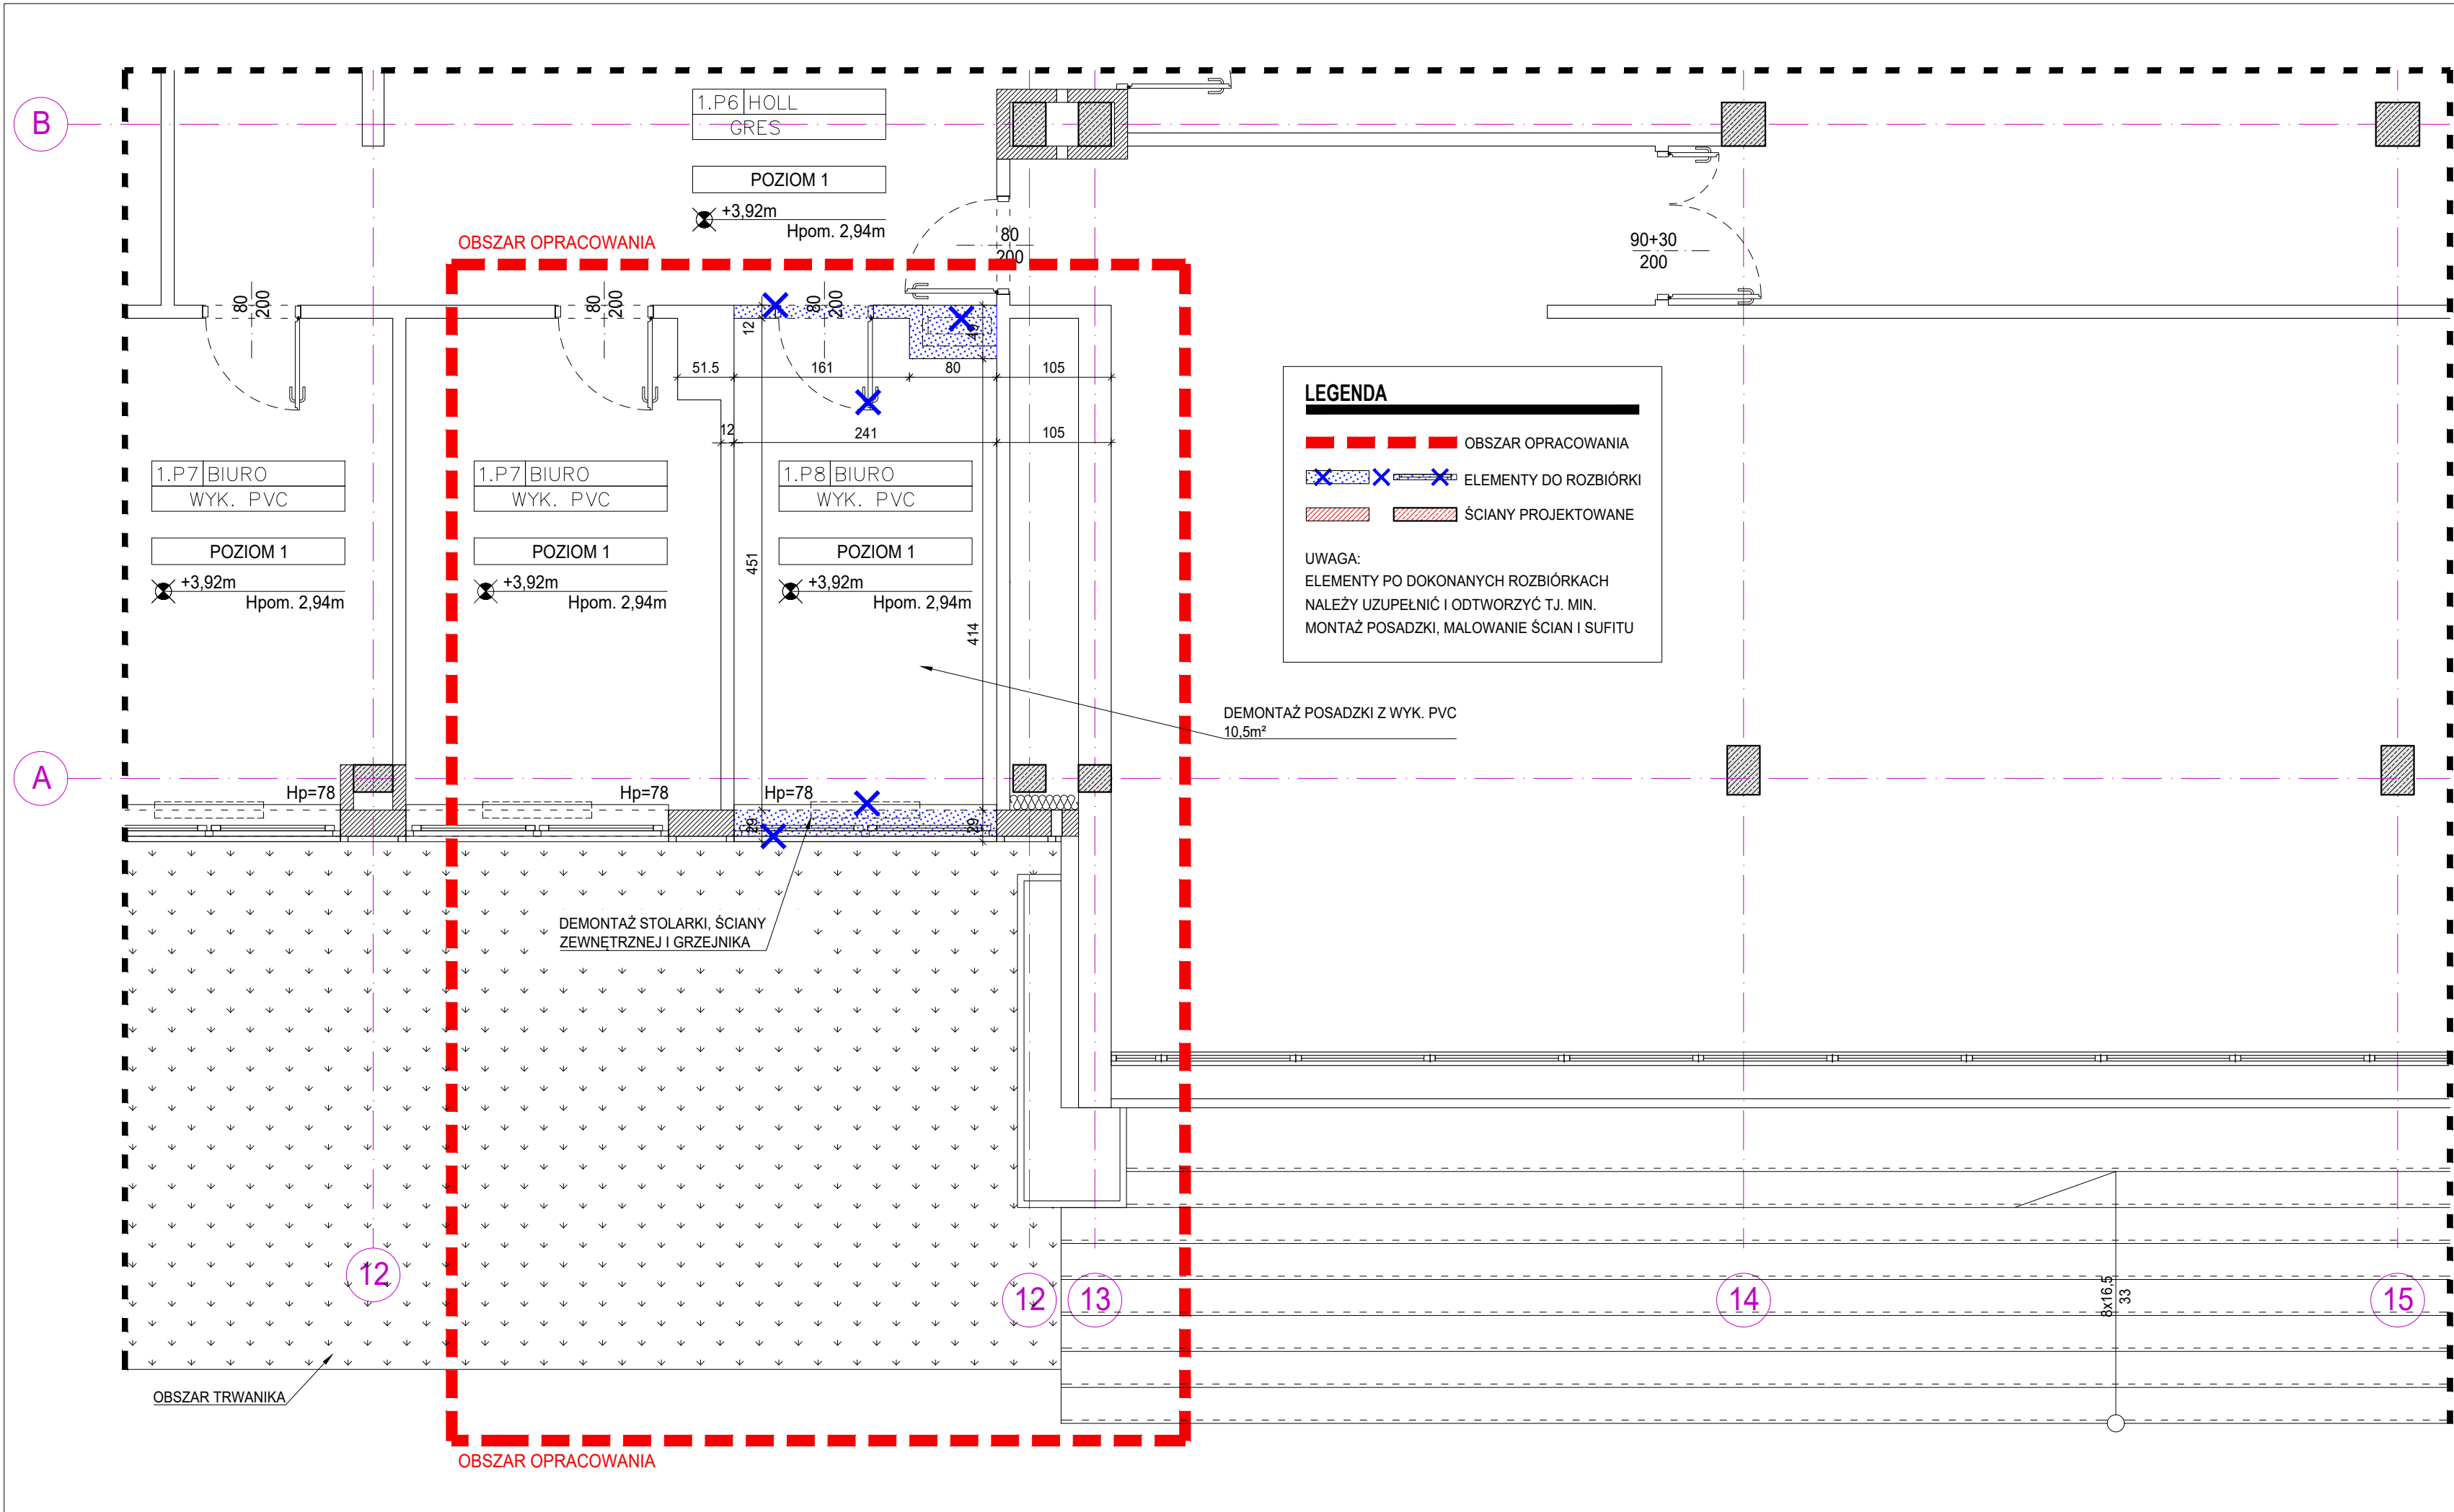 B
1.P6 HOLL
GRES
POZIOM 1
+3,92m
Hpom. 2,94m
OBSZAR OPRACOWANIA
80
200
90+30
200
80
200
80
200
80
200
12
49
51.5
161
80
105
12
241
105
LEGENDA
OBSZAR OPRACOWANIA
ELEMENTY DO ROZBIÓRKI
ŚCIANY PROJEKTOWANE
UWAGA:
ELEMENTY PO DOKONANYCH ROZBIÓRKACH
NALEŻY UZUPEŁNIĆ I ODTWORZYĆ TJ. MIN.
MONTAŻ POSADZKI, MALOWANIE ŚCIAN I SUFITU
1.P7 BIURO
WYK. PVC
POZIOM 1
+3,92m
Hpom. 2,94m
1.P7 BIURO
WYK. PVC
POZIOM 1
+3,92m
Hpom. 2,94m
1.P8 BIURO
WYK. PVC
POZIOM 1
+3,92m
Hpom. 2,94m
451
414
DEMONTAŻ POSADZKI Z WYK. PVC
10,5m²
A
Hp=78
Hp=78
Hp=78
29
29
DEMONTAŻ STOLARKI, ŚCIANY
ZEWNĘTRZNEJ I GRZEJNIKA
12
12
13
14
15
8x16,5
33
OBSZAR TRWANIKA
OBSZAR OPRACOWANIA